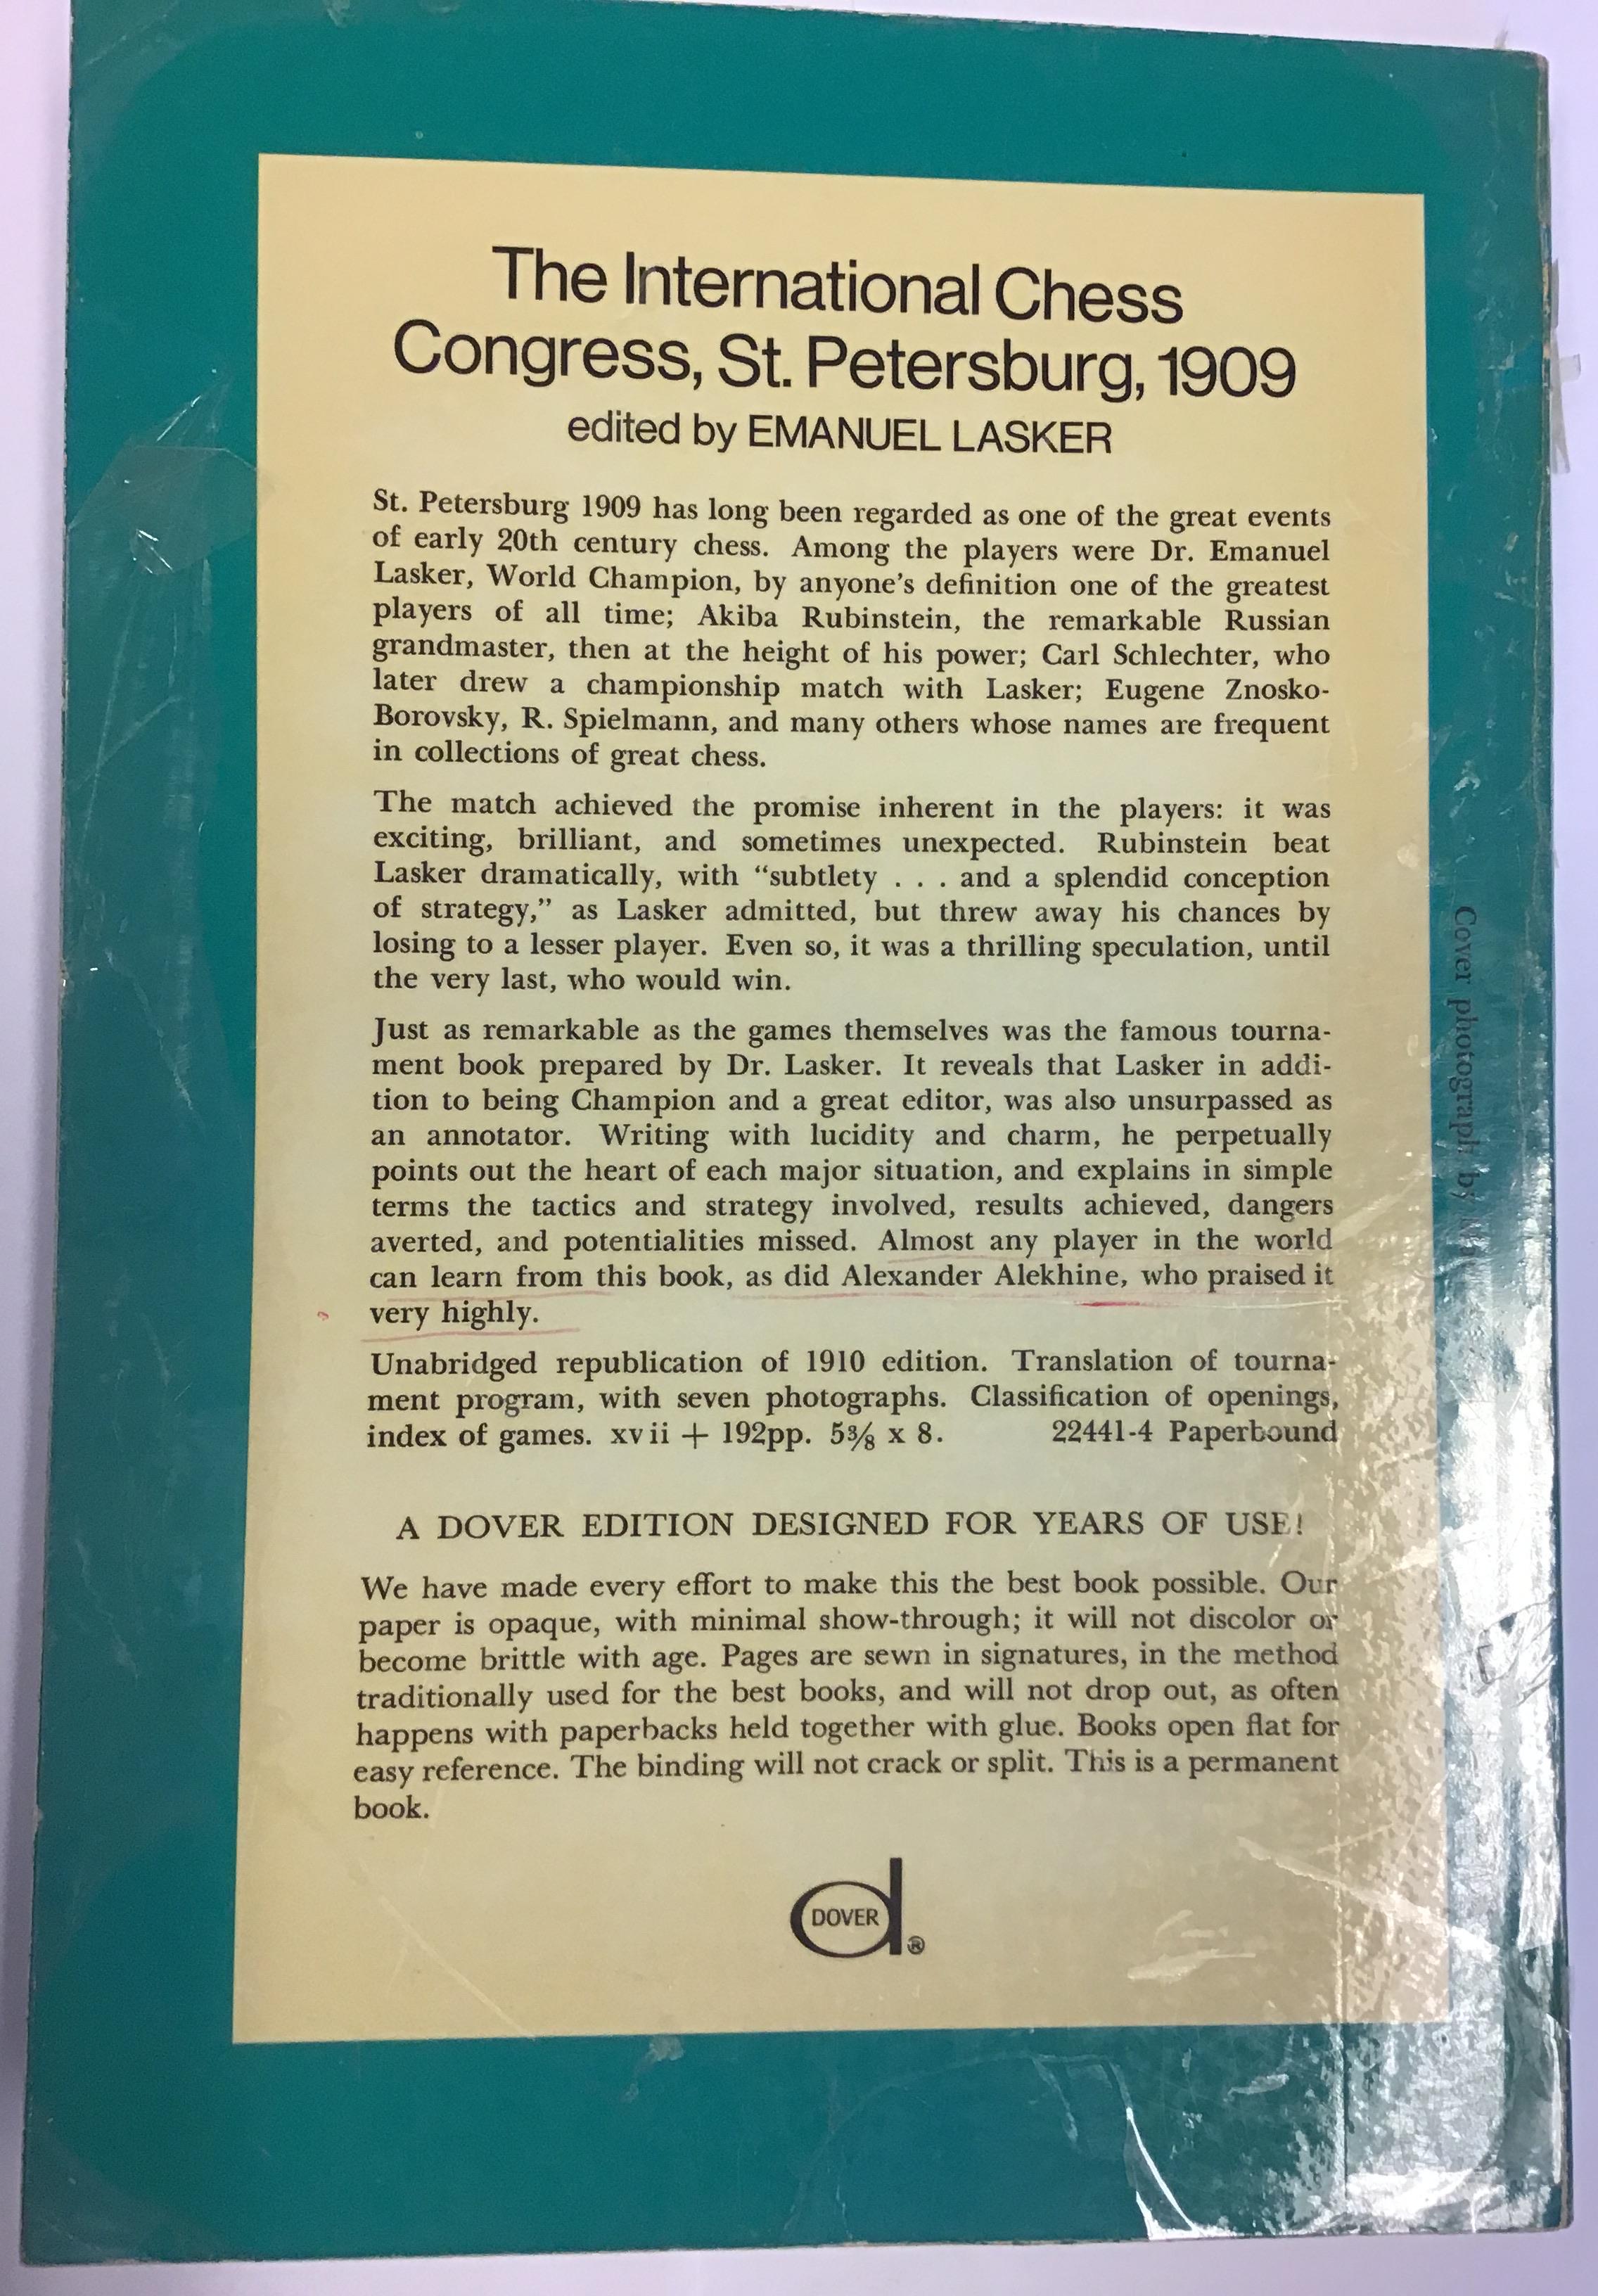 The International Chess
Congress, St. Petersburg, 1909
edited by EMANUEL LASKER
St. Petersburg 1909 has long been regarded as one of the great events
of early 20th century chess. Among the players were Dr. Emanuel
Lasker, World Champion, by anyone's definition one of the greatest
players of all time; Akiba Rubinstein, the remarkable Russian
grandmaster, then at the height of his power; Carl Schlechter, who
later drew a championship match with Lasker; Eugene Znosko-
Borovsky, R. Spielmann, and many others whose names are frequent
in collections of great chess.
The match achieved the promise inherent in the players: it was
exciting, brilliant, and sometimes unexpected. Rubinstein beat
Lasker dramatically, with “subtlety . . . and a splendid conception
of strategy,” as Lasker admitted, but threw away his chances by
losing to a lesser player. Even so, it was a thrilling speculation, until
the very last, who would win.
Just as remarkable as the games themselves was the famous tourna-
ment book prepared by Dr. Lasker. It reveals that Lasker in addi-
tion to being Champion and a great editor, was also unsurpassed as
an annotator. Writing with lucidity and charm, he perpetually
points out the heart of each major situation, and explains in simple
terms the tactics and strategy involved, results achieved, dangers
averted, and potentialities missed. Almost any player in the world
can learn from this book, as did Alexander Alekhine, who praised it
very highly.
Unabridged republication of 1910 edition. Translation of tourna-
ment program, with seven photographs. Classification of openings,
index of games. xvii + 192pp. 5⅜ x 8. 22441-4 Paperbound
A DOVER EDITION DESIGNED FOR YEARS OF USE!
We have made every effort to make this the best book possible. Our
paper is opaque, with minimal show-through; it will not discolor or
become brittle with age. Pages are sewn in signatures, in the method
traditionally used for the best books, and will not drop out, as often
happens with paperbacks held together with glue. Books open flat for
easy reference. The binding will not crack or split. This is a permanent
book.
DOVER
®
Cover photograph by